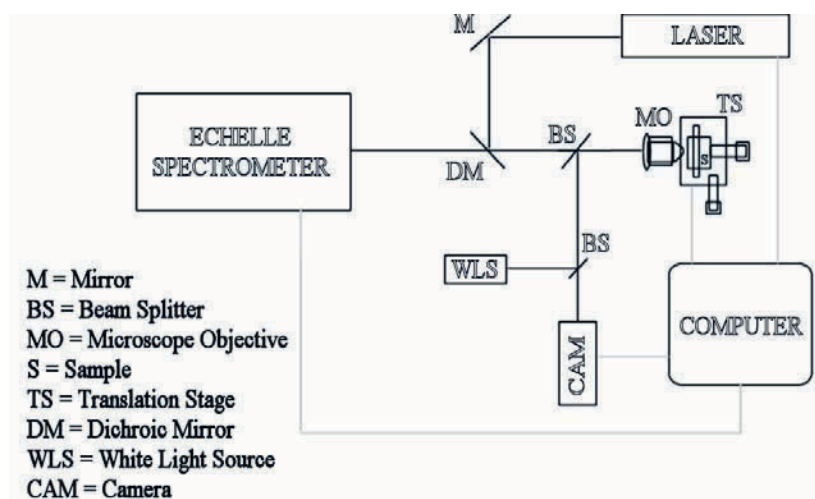 M
LASER
MO
TS
ECHELLE
SPECTROMETER
BS
DM
S
BS
WLS
COMPUTER
CAM
M = Mirror
BS = Beam Splitter
MO = Microscope Objective
S = Sample
TS = Translation Stage
DM = Dichroic Mirror
WLS = White Light Source
CAM = Camera